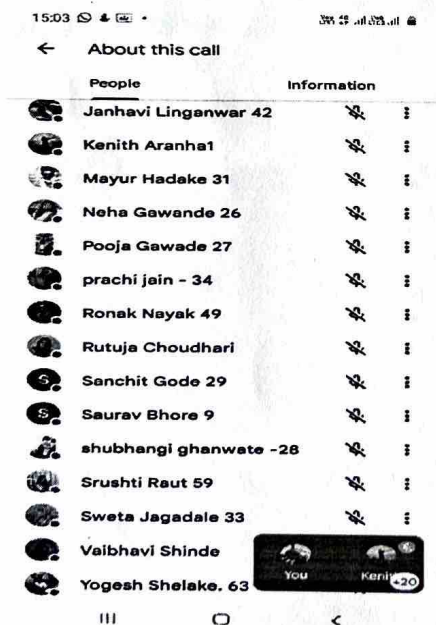 15:03
About this call
People Information
Janhavi Linganwar 42
Kenith Aranha1
Mayur Hadake 31
Neha Gawande 26
Pooja Gawade 27
prachi jain - 34
Ronak Nayak 49
Rutuja Choudhari
S Sanchit Gode 29
S Saurav Bhore 9
shubhangi ghanwate -28
Srushti Raut 59
Sweta Jagadale 33
Vaibhavi Shinde
Yogesh Shelake. 63
You Keni
+20